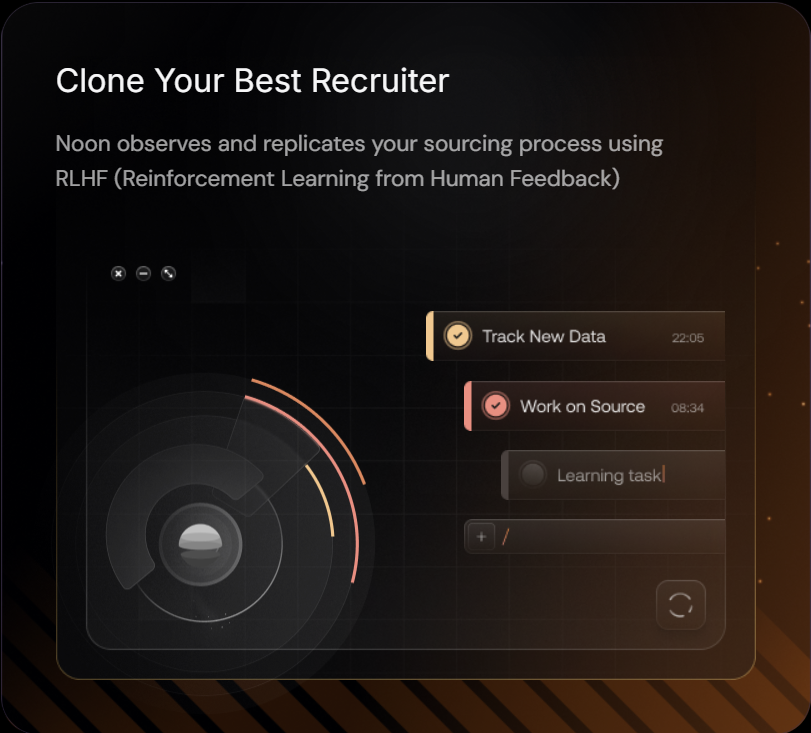 Clone Your Best Recruiter
Noon observes and replicates your sourcing process using
RLHF (Reinforcement Learning from Human Feedback)
Track New Data 22:05
Work on Source 08:34
Learning task
+ /